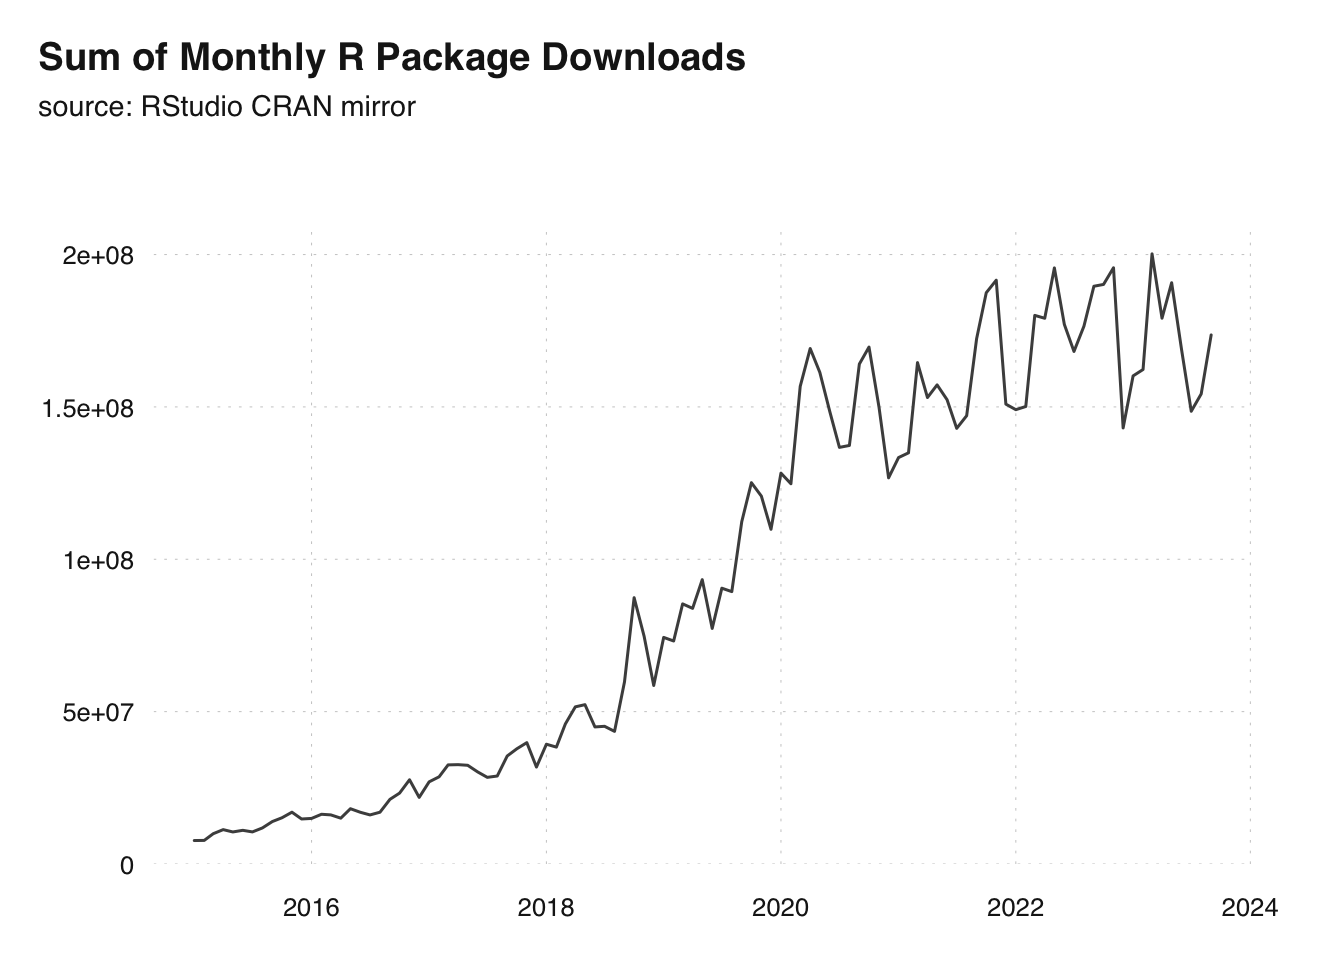 Sum of Monthly R Package Downloads
source: RStudio CRAN mirror
2e+08
1.5e+08
1e+08
5e+07
0
2016 2018 2020 2022 2024